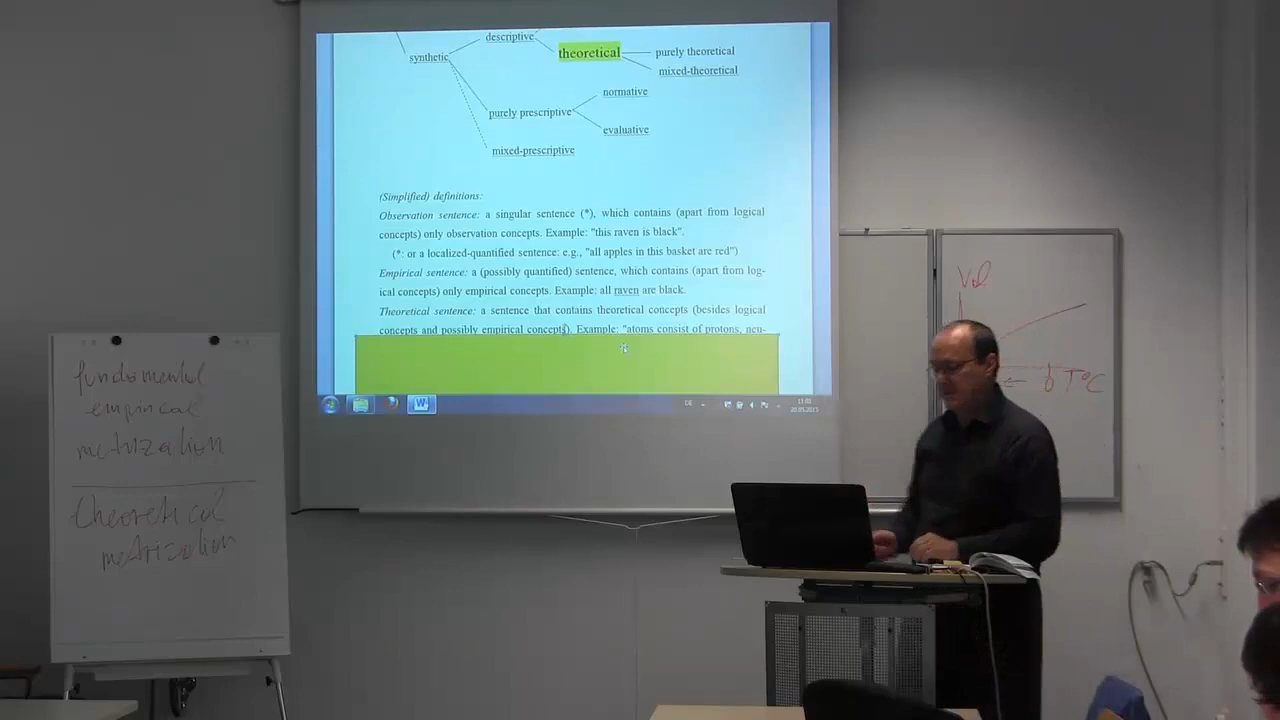 descriptive
theoretical
purely theoretical
synthetic
mixed-theoretical
normative
purely prescriptive
evaluative
mixed-prescriptive
(Simplified) definitions:
Observation sentence: a singular sentence (*), which contains (apart from logical
concepts) only observation concepts. Example: "this raven is black".
(*: or a localized-quantified sentence: e.g., "all apples in this basket are red")
Empirical sentence: a (possibly quantified) sentence, which contains (apart from log-
ical concepts) only empirical concepts. Example: all raven are black.
Theoretical sentence: a sentence that contains theoretical concepts (besides logical
concepts and possibly empirical concepts). Example: "atoms consist of protons, neu-
DE
fundamental
empirical
metrization
theoretical
metrization
Vol
T°C